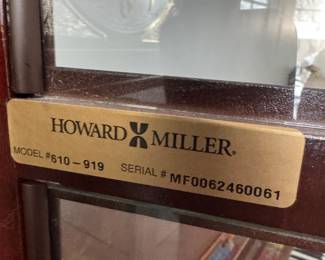 HOWARD MILLER®
MODEL #610-919 SERIAL # MF0062460061